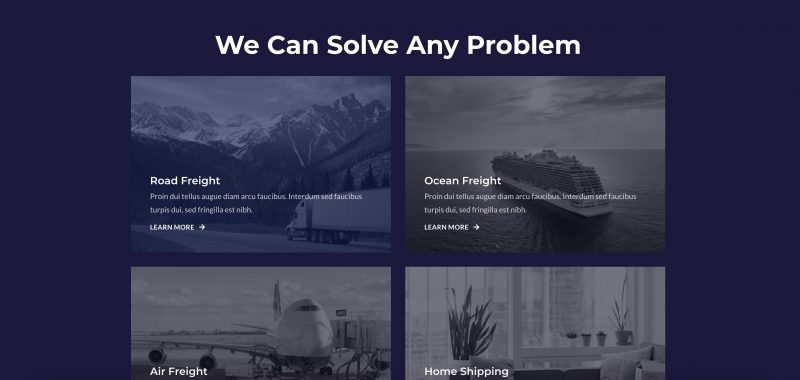 We Can Solve Any Problem
Road Freight
Proin dui tellus augue diam arcu faucibus. Interdum sed faucibus
turpis dui, sed fringilla est nibh.
LEARN MORE
Ocean Freight
Proin dui tellus augue diam arcu faucibus. Interdum sed faucibus
turpis dui, sed fringilla est nibh.
LEARN MORE
Air Freight
Home Shipping